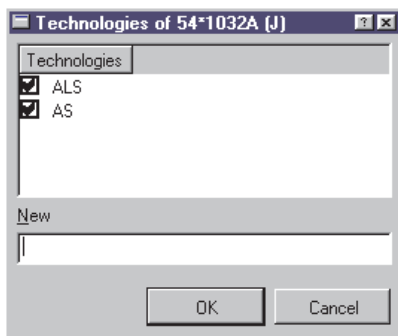 Technologies of 54*1032A (J)
Technologies
ALS
AS
New
OK Cancel